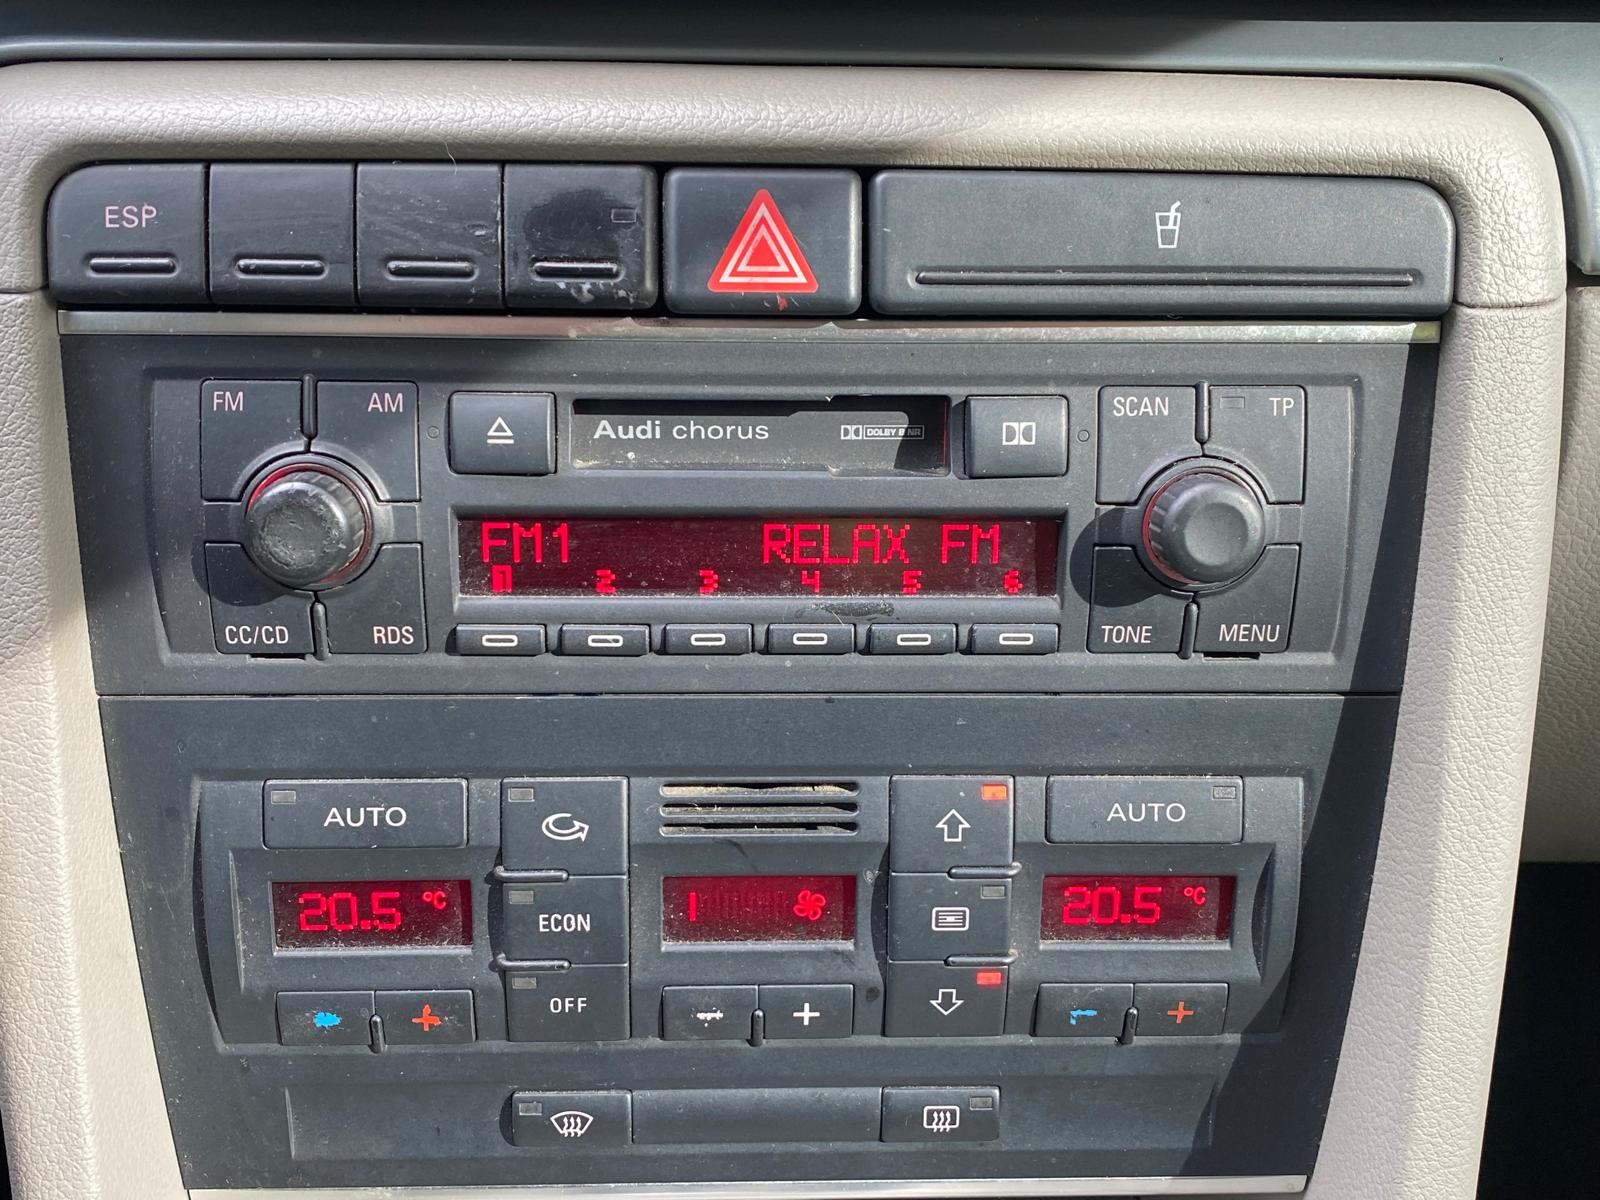 ESP
FM AM
Audi chorus DOLBY B NR
SCAN TP
FM1 RELAX FM
1 2 3 4 5 6
CC/CD RDS
TONE MENU
AUTO
AUTO
20.5 °C
ECON
20.5 °C
OFF